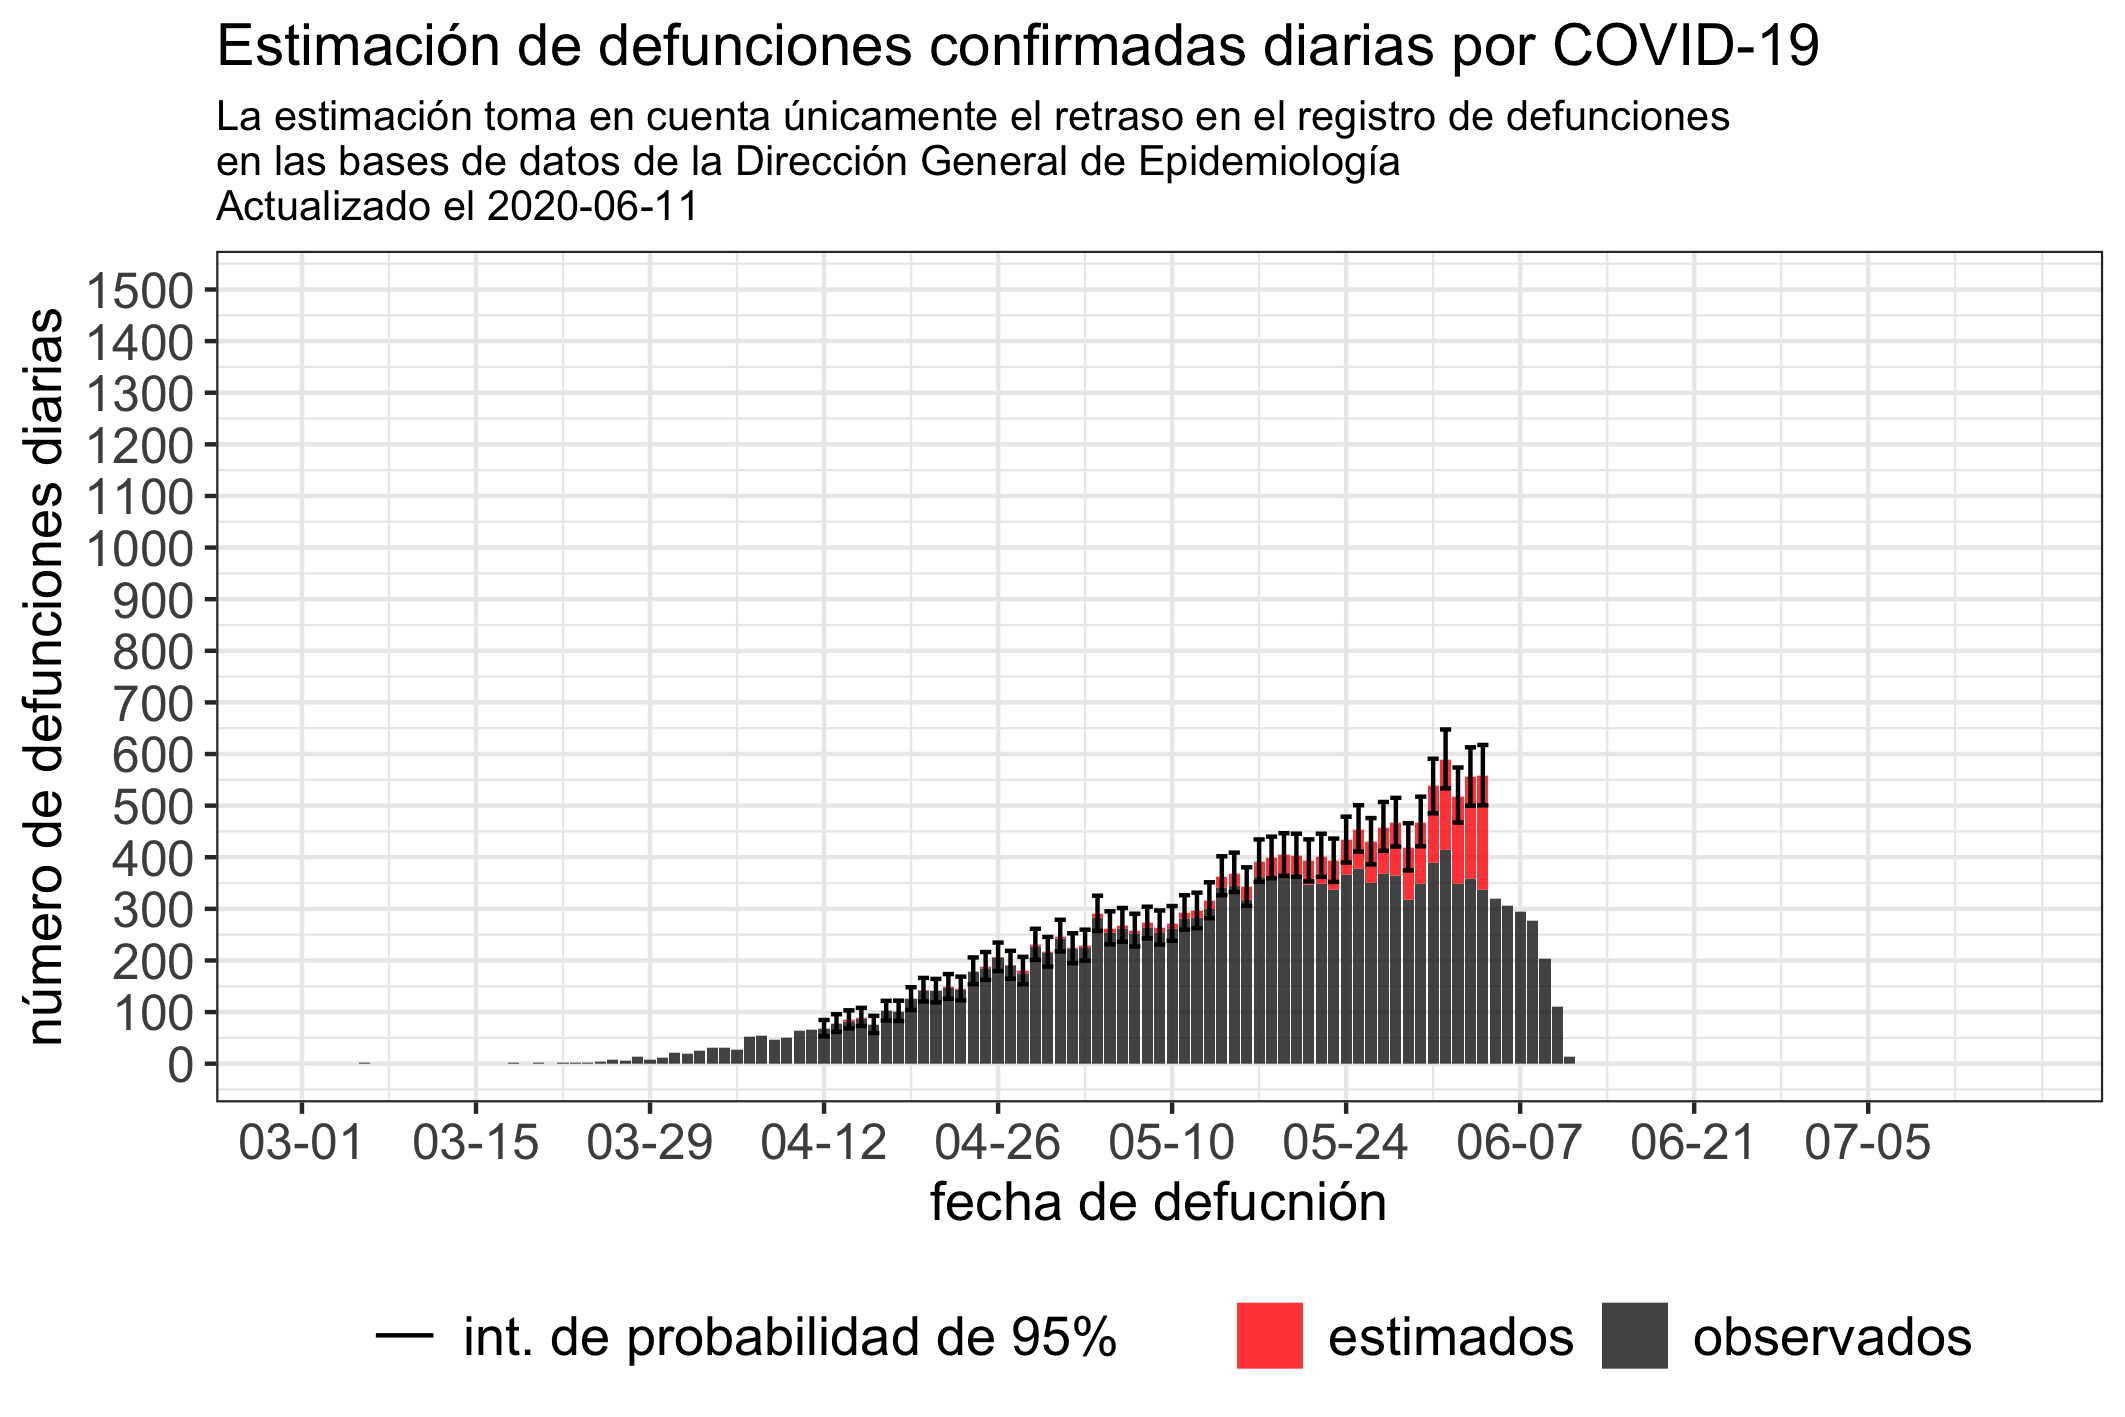 Estimación de defunciones confirmadas diarias por COVID-19
La estimación toma en cuenta únicamente el retraso en el registro de defunciones
en las bases de datos de la Dirección General de Epidemiología
Actualizado el 2020-06-11
número de defunciones diarias
1500
1400
1300
1200
1100
1000
900
800
700
600
500
400
300
200
100
0
03-01 03-15 03-29 04-12 04-26 05-10 05-24 06-07 06-21 07-05
fecha de defucnión
int. de probabilidad de 95% estimados observados